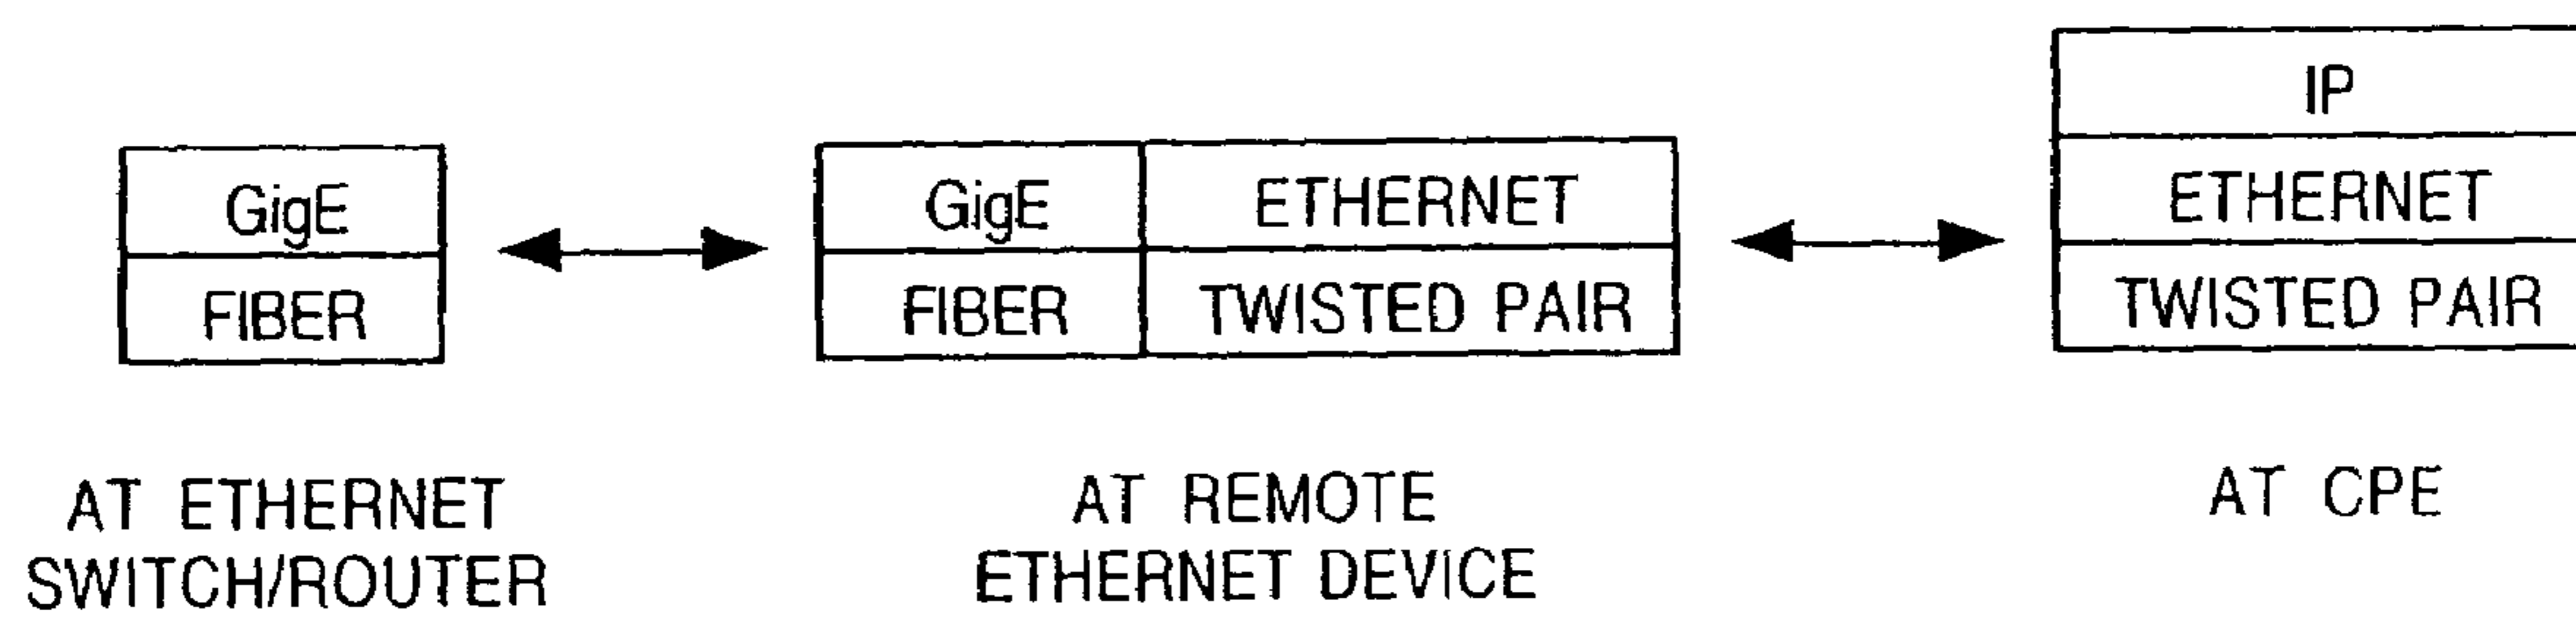 GigE
FIBER
GigE
ETHERNET
FIBER
TWISTED PAIR
IP
ETHERNET
TWISTED PAIR
AT ETHERNET
SWITCH/ROUTER
AT REMOTE
ETHERNET DEVICE
AT CPE